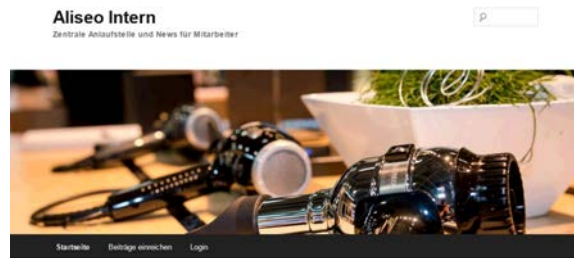 Aliseo Intern
Zentrale Anlaufstelle und News für Mitarbeiter
Startseite Beiträge einreichen Login